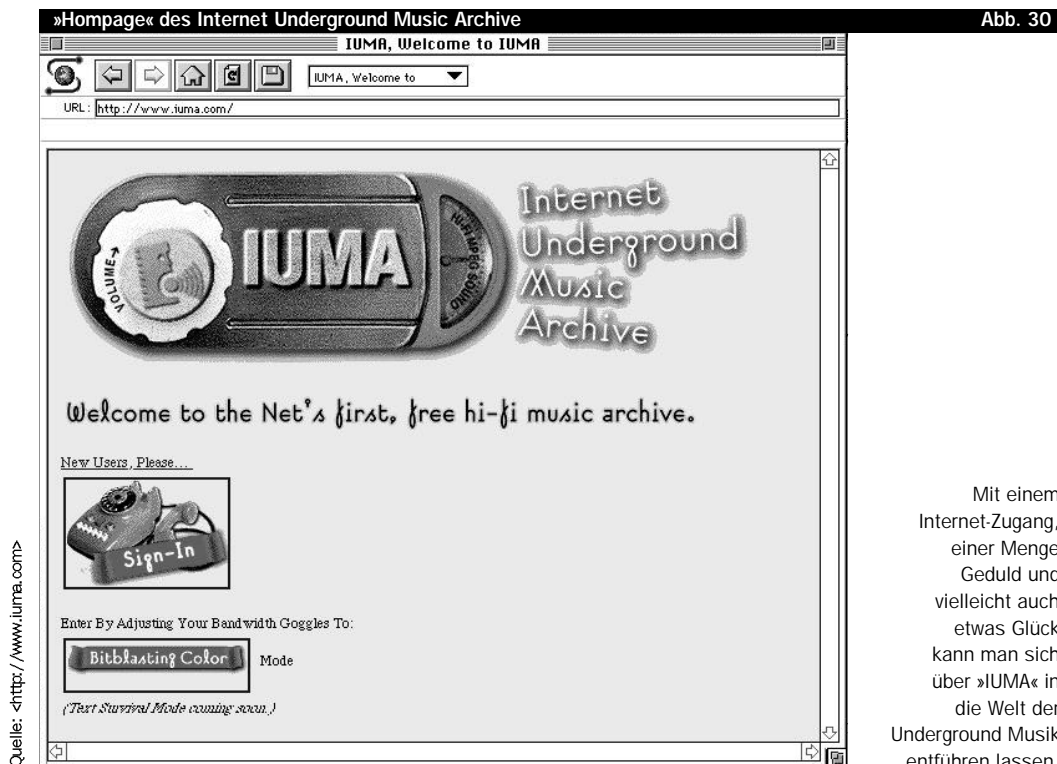 »Hompage« des Internet Underground Music Archive Abb. 30
IUMA, Welcome to IUMA
IUMA, Welcome to
URL: http://www.iuma.com/
VOLUME→
IUMA
HI-FI MPEG SOUND
Internet
Underground
Music
Archive
Welcome to the Net's first, free hi-fi music archive.
New Users, Please...
Sign-In
Enter By Adjusting Your Bandwidth Goggles To:
Bitblasting Color Mode
(Text Survival Mode coming soon.)
Quelle: <http://www.iuma.com>
Mit einem
Internet-Zugang,
einer Menge
Geduld und
vielleicht auch
etwas Glück
kann man sich
über »IUMA« in
die Welt der
Underground Musik
entführen lassen.